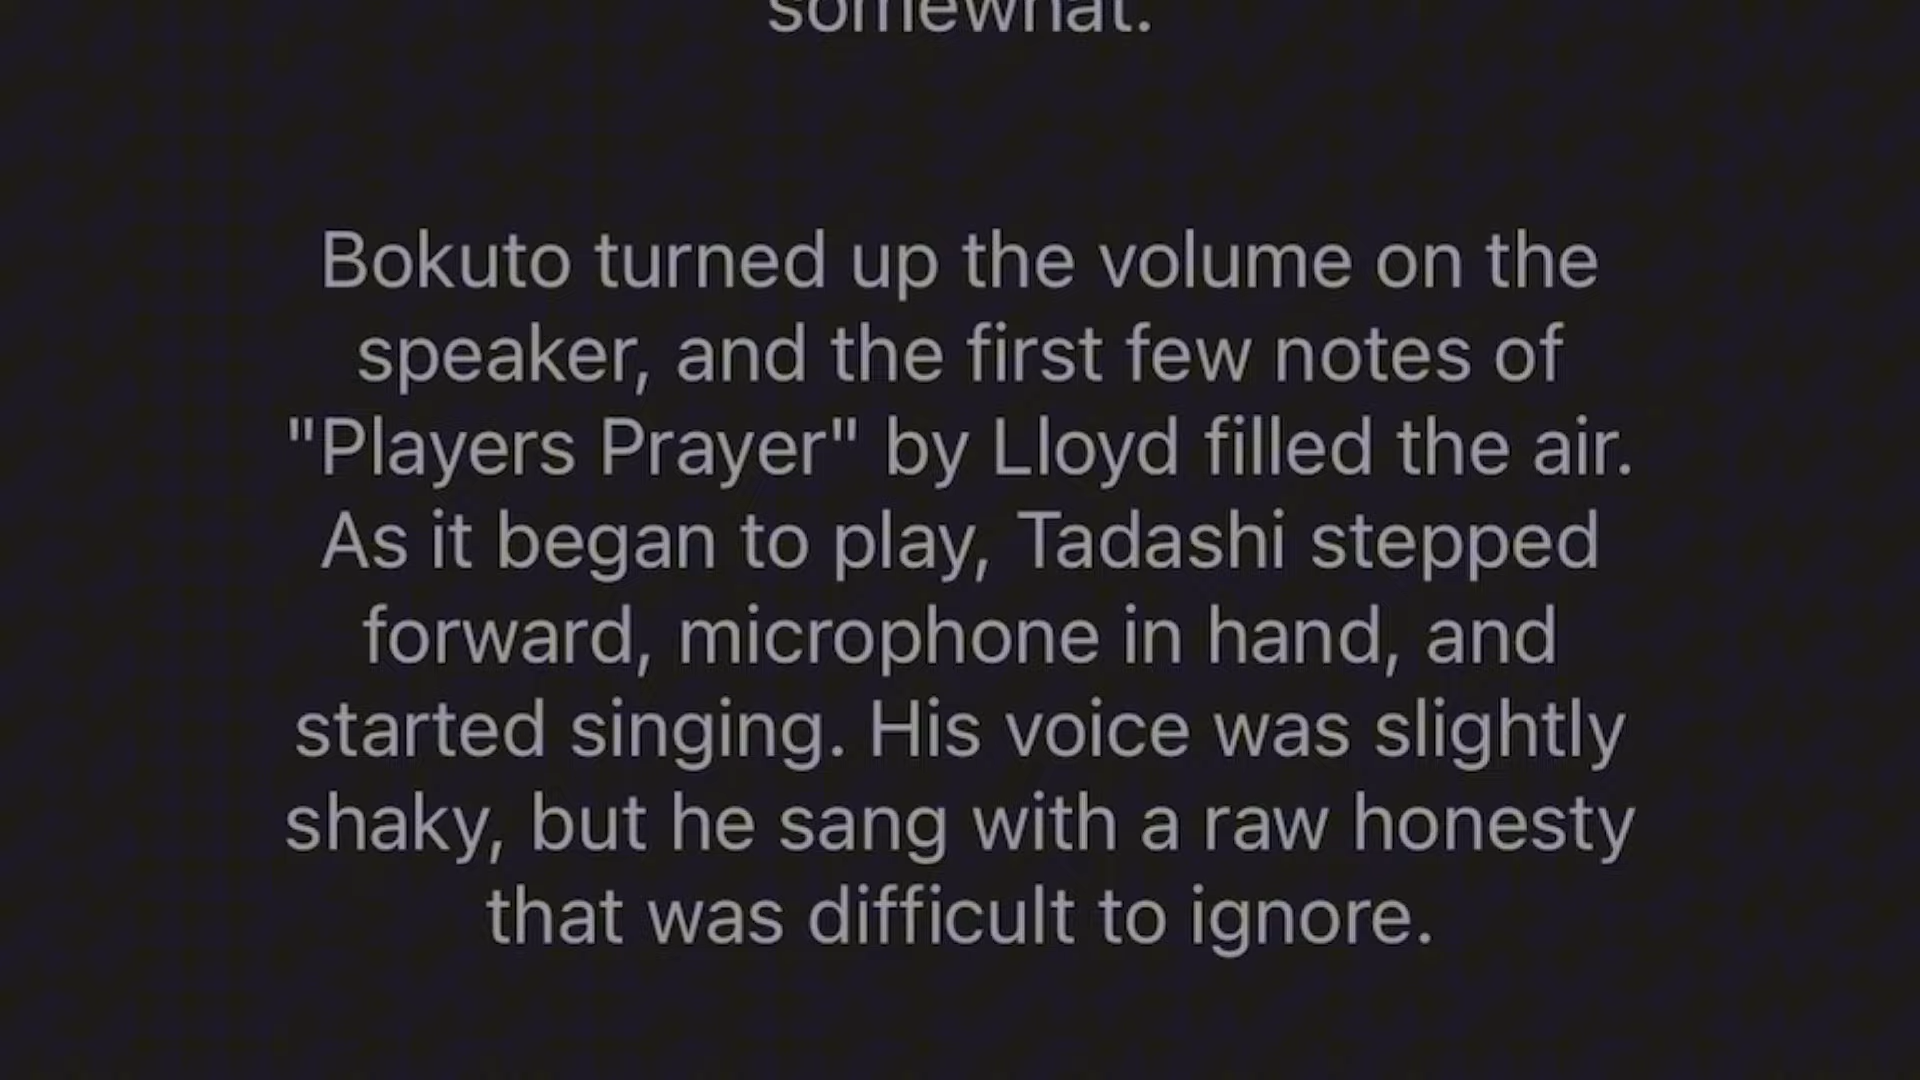 somewhat.
Bokuto turned up the volume on the
speaker, and the first few notes of
"Players Prayer" by Lloyd filled the air.
As it began to play, Tadashi stepped
forward, microphone in hand, and
started singing. His voice was slightly
shaky, but he sang with a raw honesty
that was difficult to ignore.